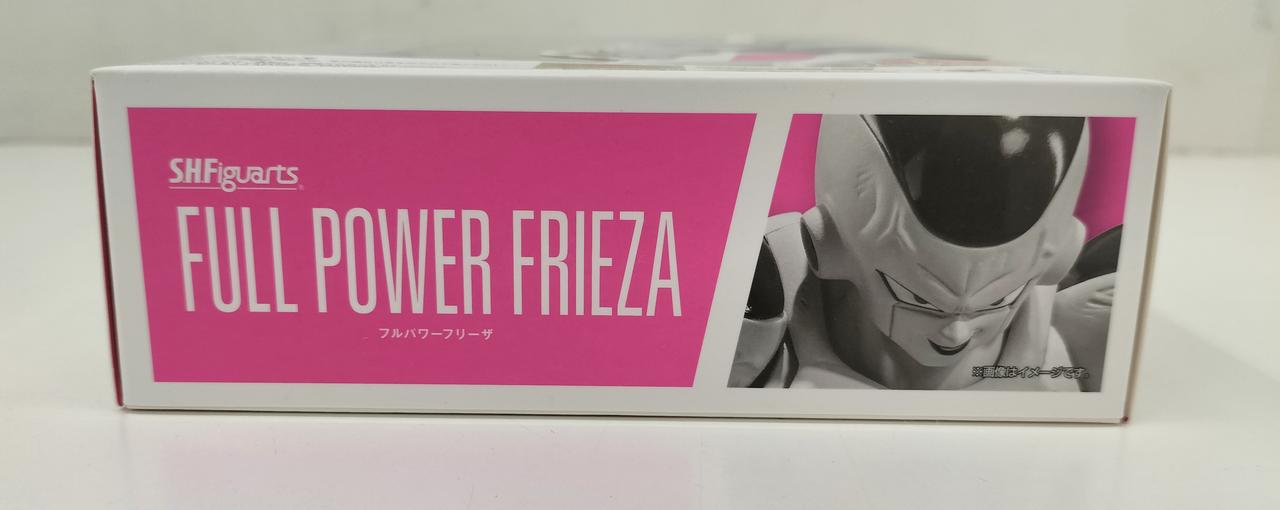 SHFiguarts®
FULL POWER FRIEZA
フルパワーフリーザ
※画像はイメージです。